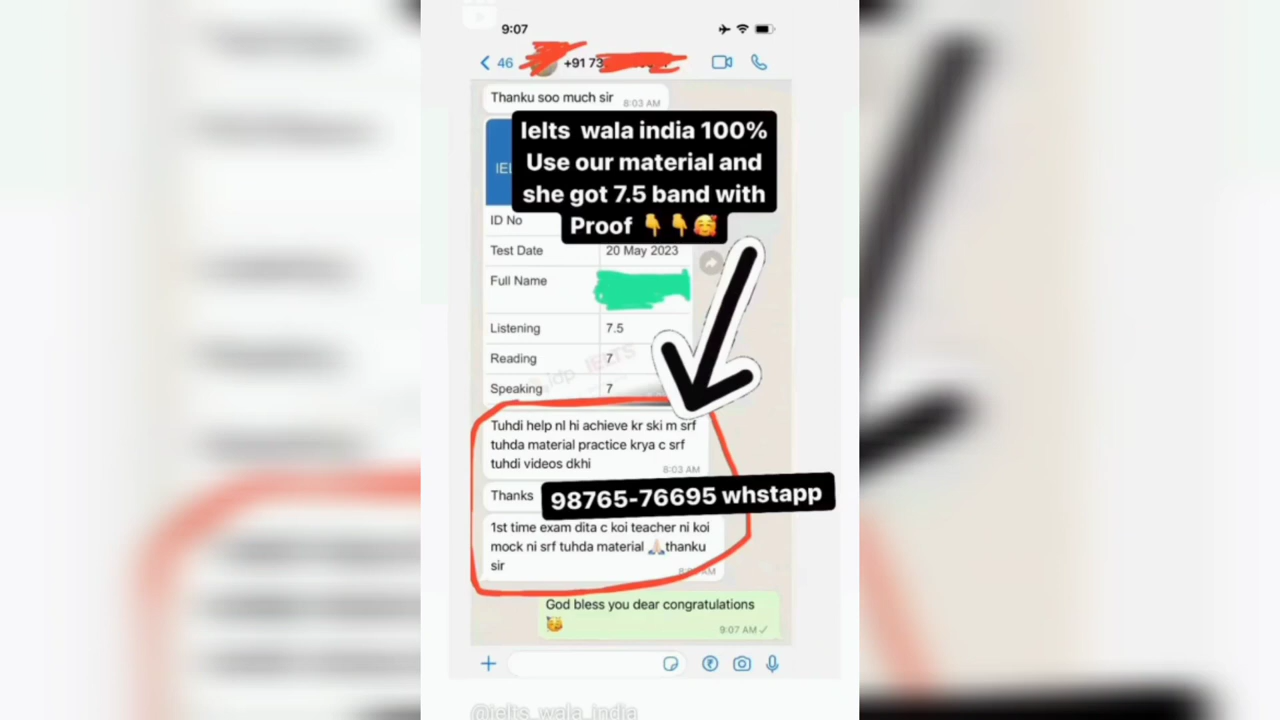 9:07
46
+91 73
Thanku soo much sir
8:03 AM
Ielts wala india 100%
Use our material and
she got 7.5 band with
Proof 👇👇🥰
ID No
Test Date 20 May 2023
Full Name
Listening 7.5
Reading 7
Speaking 7
idp IELTS
Tuhdi help nl hi achieve kr ski m srf
tuhda material practice krya c srf
tuhdi videos dkhi
8:03 AM
Thanks
98765-76695 whstapp
1st time exam dita c koi teacher ni koi
mock ni srf tuhda material 🙏🏻thanku
sir
God bless you dear congratulations
🥳
9:07 AM ✓
@ielts_wala_india